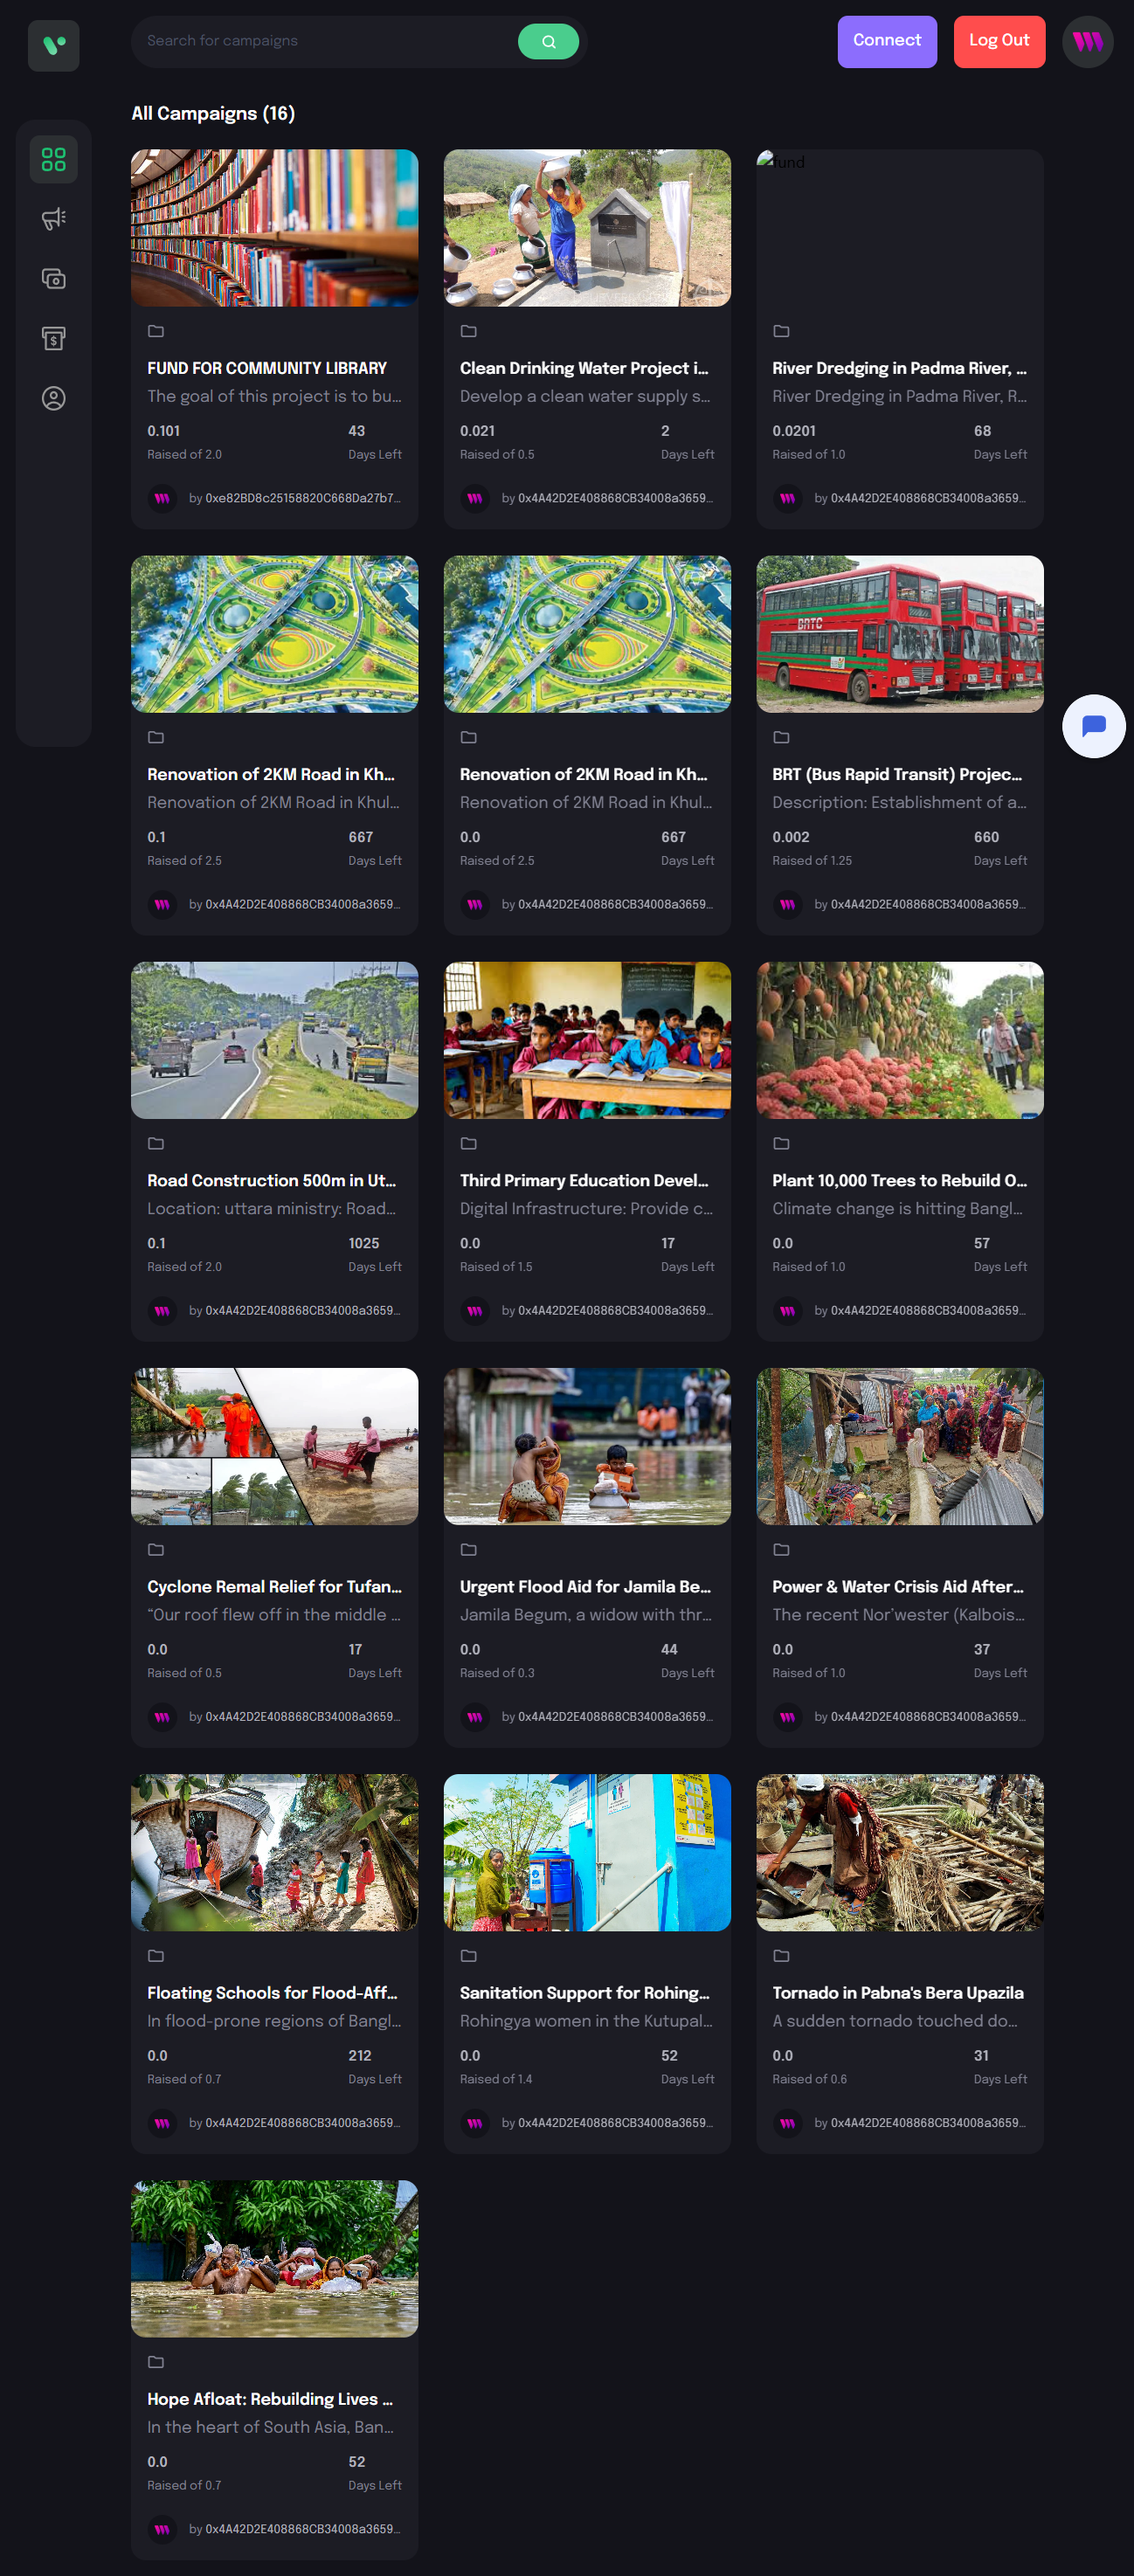 Search for campaigns
Connect
Log Out
All Campaigns (16)
fund
FUND FOR COMMUNITY LIBRARY
The goal of this project is to bu...
0.101
43
Raised of 2.0
Days Left
by 0xe82BD8c25158820C668Da27b7...
Clean Drinking Water Project i...
Develop a clean water supply s...
0.021
2
Raised of 0.5
Days Left
by 0x4A42D2E408868CB34008a3659...
River Dredging in Padma River, ...
River Dredging in Padma River, R...
0.0201
68
Raised of 1.0
Days Left
by 0x4A42D2E408868CB34008a3659...
Renovation of 2KM Road in Kh...
Renovation of 2KM Road in Khul...
0.1
667
Raised of 2.5
Days Left
by 0x4A42D2E408868CB34008a3659...
Renovation of 2KM Road in Kh...
Renovation of 2KM Road in Khul...
0.0
667
Raised of 2.5
Days Left
by 0x4A42D2E408868CB34008a3659...
BRTC
BRT (Bus Rapid Transit) Projec...
Description: Establishment of a...
0.002
660
Raised of 1.25
Days Left
by 0x4A42D2E408868CB34008a3659...
Road Construction 500m in Ut...
Location: uttara ministry: Road...
0.1
1025
Raised of 2.0
Days Left
by 0x4A42D2E408868CB34008a3659...
Third Primary Education Devel...
Digital Infrastructure: Provide c...
0.0
17
Raised of 1.5
Days Left
by 0x4A42D2E408868CB34008a3659...
Plant 10,000 Trees to Rebuild O...
Climate change is hitting Bangl...
0.0
57
Raised of 1.0
Days Left
by 0x4A42D2E408868CB34008a3659...
Cyclone Remal Relief for Tufan...
“Our roof flew off in the middle ...
0.0
17
Raised of 0.5
Days Left
by 0x4A42D2E408868CB34008a3659...
Urgent Flood Aid for Jamila Be...
Jamila Begum, a widow with thr...
0.0
44
Raised of 0.3
Days Left
by 0x4A42D2E408868CB34008a3659...
Power & Water Crisis Aid After...
The recent Nor’wester (Kalbois...
0.0
37
Raised of 1.0
Days Left
by 0x4A42D2E408868CB34008a3659...
Floating Schools for Flood-Aff...
In flood-prone regions of Bangl...
0.0
212
Raised of 0.7
Days Left
by 0x4A42D2E408868CB34008a3659...
Sanitation Support for Rohing...
Rohingya women in the Kutupal...
0.0
52
Raised of 1.4
Days Left
by 0x4A42D2E408868CB34008a3659...
Tornado in Pabna's Bera Upazila
A sudden tornado touched do...
0.0
31
Raised of 0.6
Days Left
by 0x4A42D2E408868CB34008a3659...
Hope Afloat: Rebuilding Lives ...
In the heart of South Asia, Ban...
0.0
52
Raised of 0.7
Days Left
by 0x4A42D2E408868CB34008a3659...